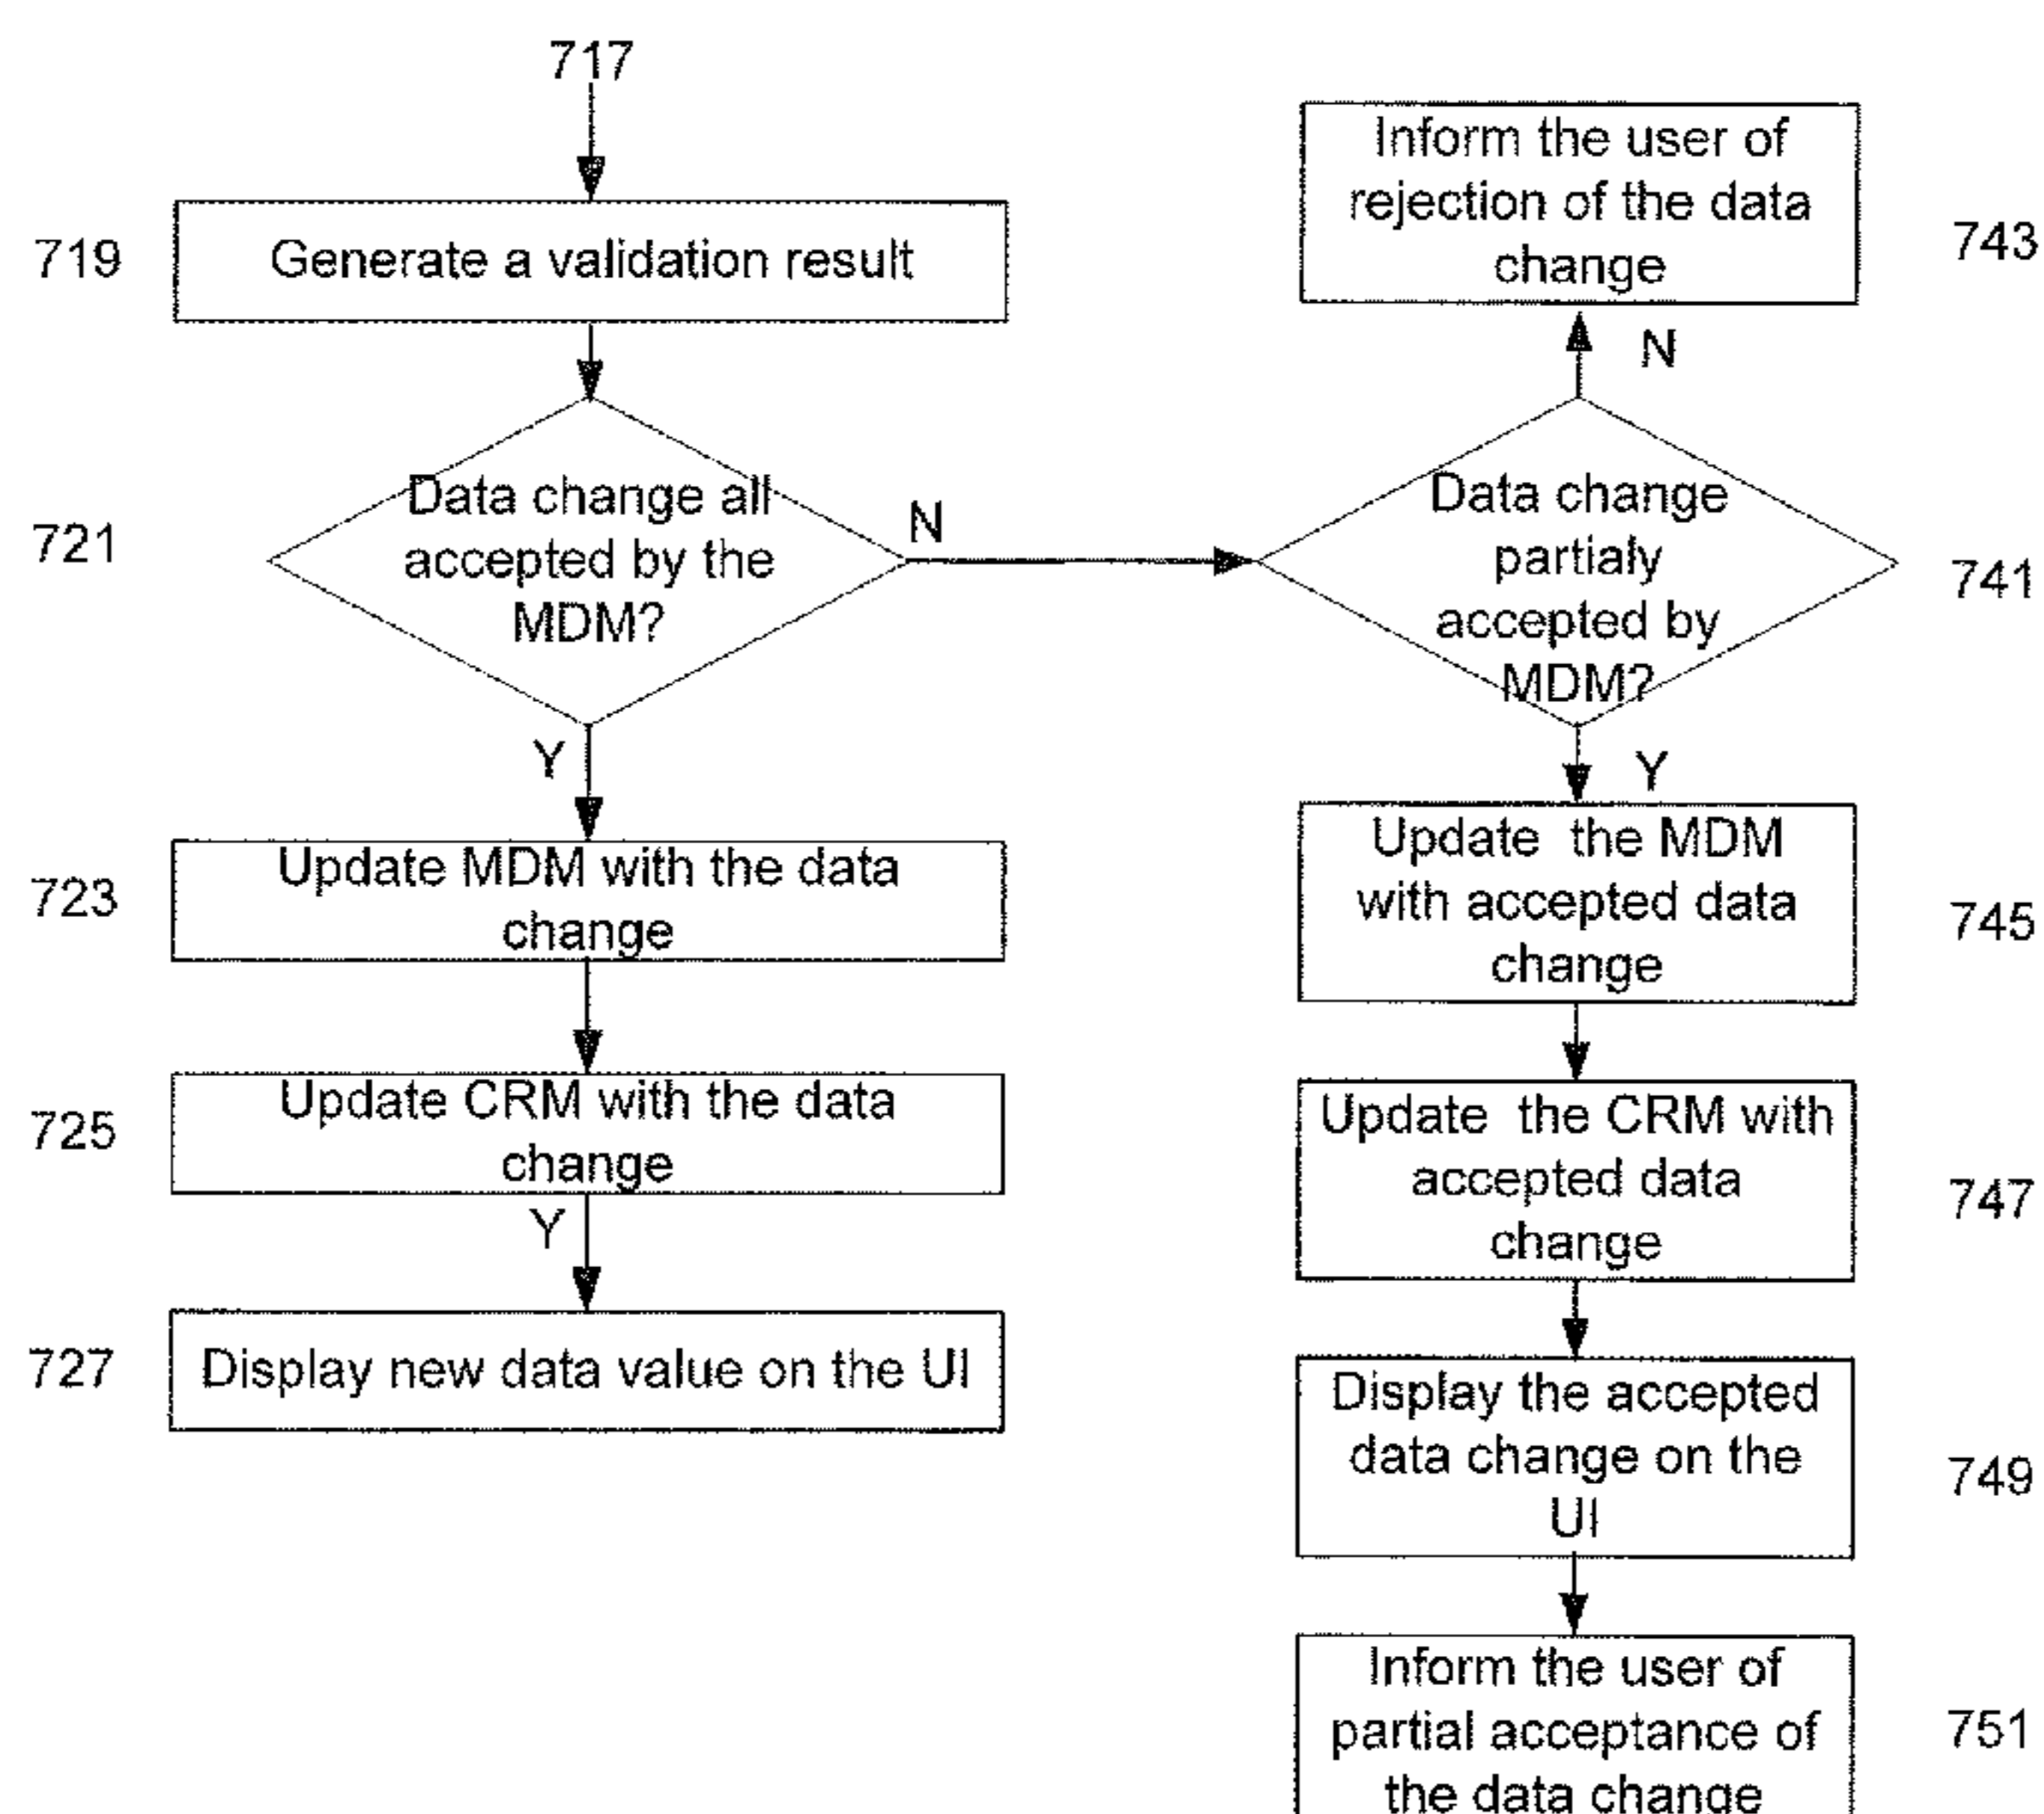 717
719
Generate a validation result
721
Data change all
accepted by the
MDM?
N
Y
723
Update MDM with the data
change
725
Update CRM with the data
change
Y
727
Display new data value on the UI
Inform the user of
rejection of the data
change
743
N
Data change
partialy
accepted by
MDM?
741
Y
Update the MDM
with accepted data
change
745
Update the CRM with
accepted data
change
747
Display the accepted
data change on the
UI
749
Inform the user of
partial acceptance of
the data change
751